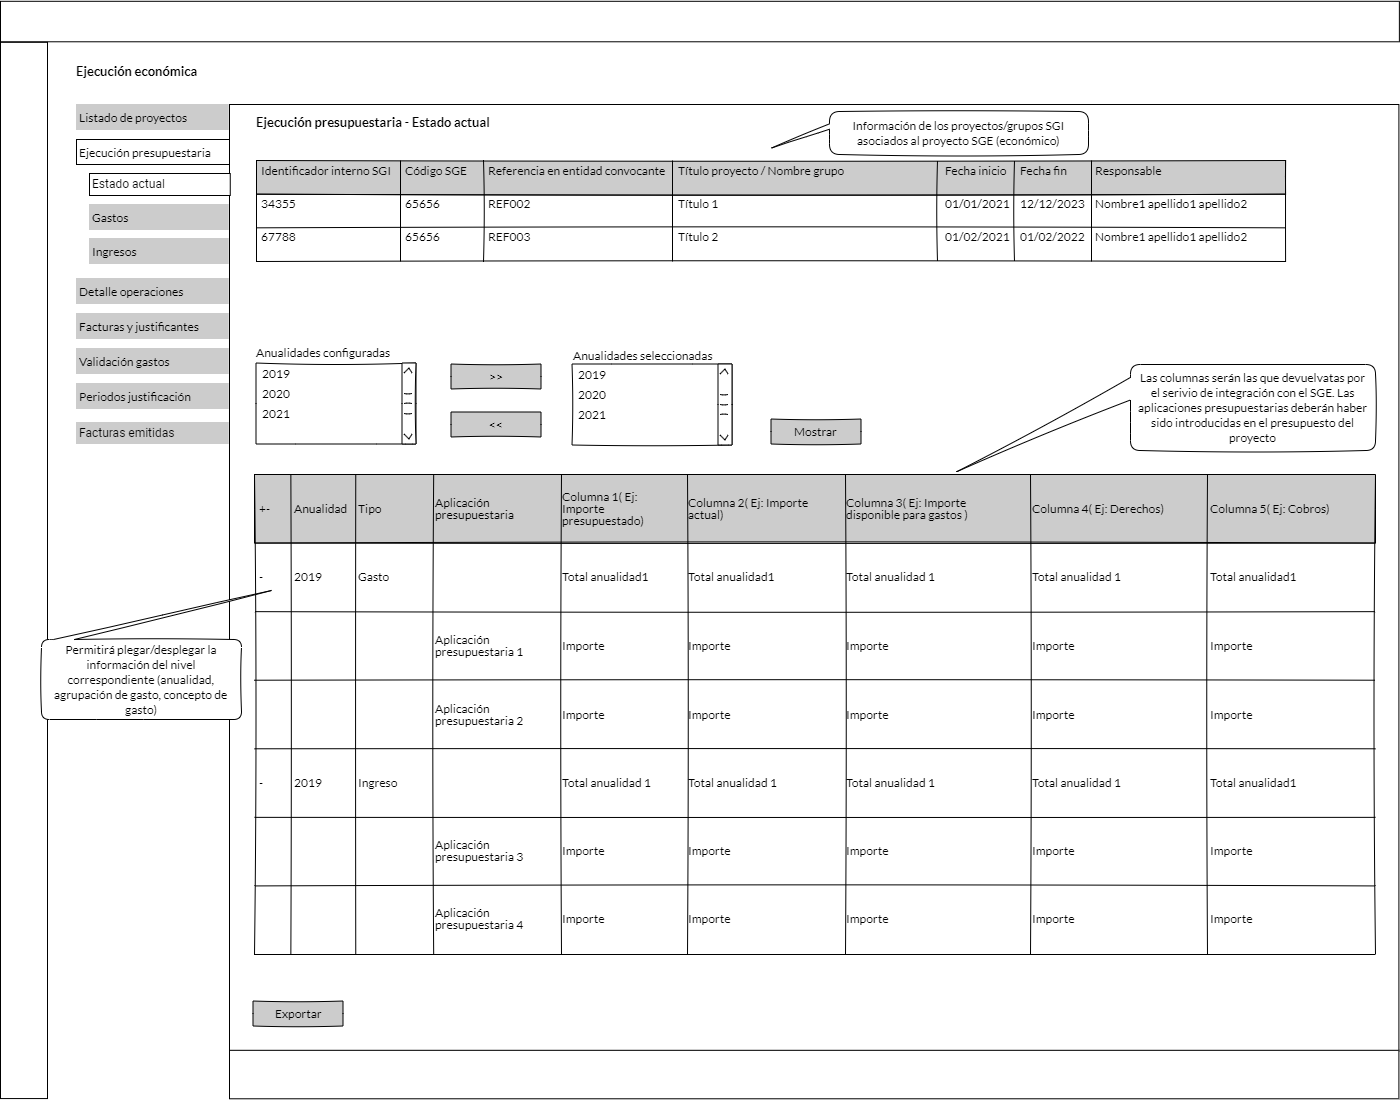 Ejecución económica
Listado de proyectos
Ejecución presupuestaria
Estado actual
Gastos
Ingresos
Detalle operaciones
Facturas y justificantes
Validación gastos
Periodos justificación
Facturas emitidas
Ejecución presupuestaria - Estado actual
Información de los proyectos/grupos SGI
asociados al proyecto SGE (económico)
Identificador interno SGI Código SGE Referencia en entidad convocante Título proyecto / Nombre grupo Fecha inicio Fecha fin Responsable
34355 65656 REF002 Título 1 01/01/2021 12/12/2023 Nombre1 apellido1 apellido2
67788 65656 REF003 Título 2 01/02/2021 01/02/2022 Nombre1 apellido1 apellido2
Anualidades configuradas
2019
2020
2021
>>
<<
Anualidades seleccionadas
2019
2020
2021
Mostrar
Las columnas serán las que devuelvatas por
el serivio de integración con el SGE. Las
aplicaciones presupuestarias deberán haber
sido introducidas en el presupuesto del
proyecto
+- Anualidad Tipo
Aplicación
presupuestaria
Columna 1( Ej:
Importe
presupuestado)
Columna 2( Ej: Importe
actual)
Columna 3( Ej: Importe
disponible para gastos )
Columna 4( Ej: Derechos)
Columna 5( Ej: Cobros)
- 2019 Gasto Total anualidad1 Total anualidad1 Total anualidad 1 Total anualidad 1 Total anualidad1
Permitirá plegar/desplegar la
información del nivel
correspondiente (anualidad,
agrupación de gasto, concepto de
gasto)
Aplicación
presupuestaria 1
Importe Importe Importe Importe Importe
Aplicación
presupuestaria 2
Importe Importe Importe Importe Importe
- 2019 Ingreso Total anualidad 1 Total anualidad 1 Total anualidad 1 Total anualidad 1 Total anualidad1
Aplicación
presupuestaria 3
Importe Importe Importe Importe Importe
Aplicación
presupuestaria 4
Importe Importe Importe Importe Importe
Exportar